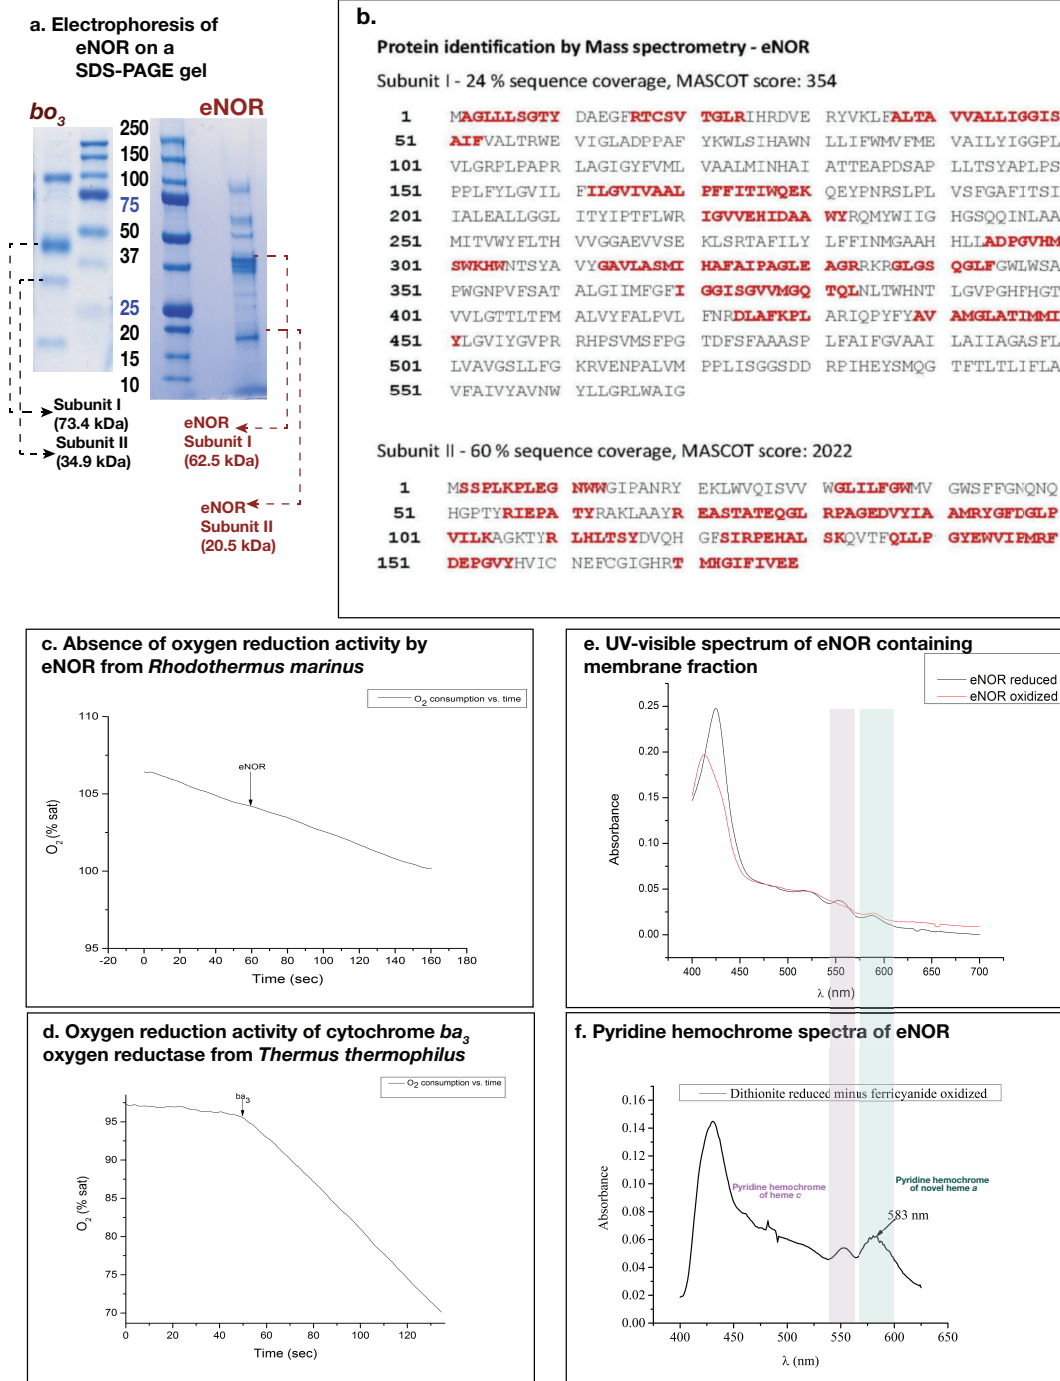 a. Electrophoresis of
eNOR on a
SDS-PAGE gel
bo3
eNOR
250
150
100
75
50
37
25
20
15
10
Subunit I
(73.4 kDa)
Subunit II
(34.9 kDa)
eNOR
Subunit I
(62.5 kDa)
eNOR
Subunit II
(20.5 kDa)
b.
Protein identification by Mass spectrometry - eNOR
Subunit I - 24 % sequence coverage, MASCOT score: 354
1 MAGLLLSGTY DAEGFRTCSV TGLRIHRDVE RYVKLFALTA VVALLIGGIS
51 AIFVALTRWE VIGLADPPAF YKWLSIHAWN LLIFWMVFME VAILYIGGPL
101 VLGRPLPAPR LAGIGYFVML VAALMINHAI ATTEAPDSAP LLTSYAPLPS
151 PPLFYLGVIL FILGVIVAAL PFFITIWQEK QEYPNRSLPL VSFGAFITSI
201 IALEALLGGL ITYIPTFLWR IGVVEHIDAA WYRQMYWIIG HGSQQINLAA
251 MITVWYFLTH VVGGAEVVSE KLSRTAFILY LFFINMGAAH HLLADPGVHM
301 SWKHWNTSYA VYGAVLASMI HAFAIPAGLE AGRRKRGLGS QGLFGWLWSA
351 PWGNPVFSAT ALGIIMFGFI GGISGVVMGQ TQLNLTWHNT LGVPGHFHGT
401 VVLGTTLTFM ALVYFALPVL FNRDLAFKPL ARIQPYFYAV AMGLATIMMI
451 YLGVIYGVPR RHPSVMSFPG TDFSFAASPL FAIFGVAAIL AIIAGASFL
501 LVAVGSLLFG KRVENPALVM PPLISGGSDD RPIHEYSMQG TFTLTLIFLA
551 VFAIVYAVNW YLLGRLWAIG
Subunit II - 60 % sequence coverage, MASCOT score: 2022
1 MSSPLKPLEG NWWGIPANRY EKLWVQISVV WGLILFGWMV GWSFFGNQNQ
51 HGPTYRIEPA TYRAKLAAYR EASTATEQGL RPAGEDVYIA AMRYGFDGLP
101 VILKAGKTYR LHLTSYDVQH GFSIRPEHAL SKQVTFQLLP GYEWVIPMRF
151 DEPGVYHVIC NEFCGIGHRT MHGIFIVEE
c. Absence of oxygen reduction activity by
eNOR from Rhodothermus marinus
O2 consumption vs. time
110
105
100
95
O2 (% sat)
eNOR
-20 0 20 40 60 80 100 120 140 160 180
Time (sec)
d. Oxygen reduction activity of cytochrome ba3
oxygen reductase from Thermus thermophilus
O2 consumption vs. time
ba3
95
90
85
80
75
70
O2 (% sat)
0 20 40 60 80 100 120
Time (sec)
e. UV-visible spectrum of eNOR containing
membrane fraction
eNOR reduced
eNOR oxidized
0.25
0.20
0.15
0.10
0.05
0.00
Absorbance
400 450 500 550 600 650 700
λ (nm)
f. Pyridine hemochrome spectra of eNOR
Dithionite reduced minus ferricyanide oxidized
0.16
0.14
0.12
0.10
0.08
0.06
0.04
0.02
0.00
Absorbance
Pyridine hemochrome
of heme c
Pyridine hemochrome
of novel heme a
583 nm
400 450 500 550 600 650
λ (nm)